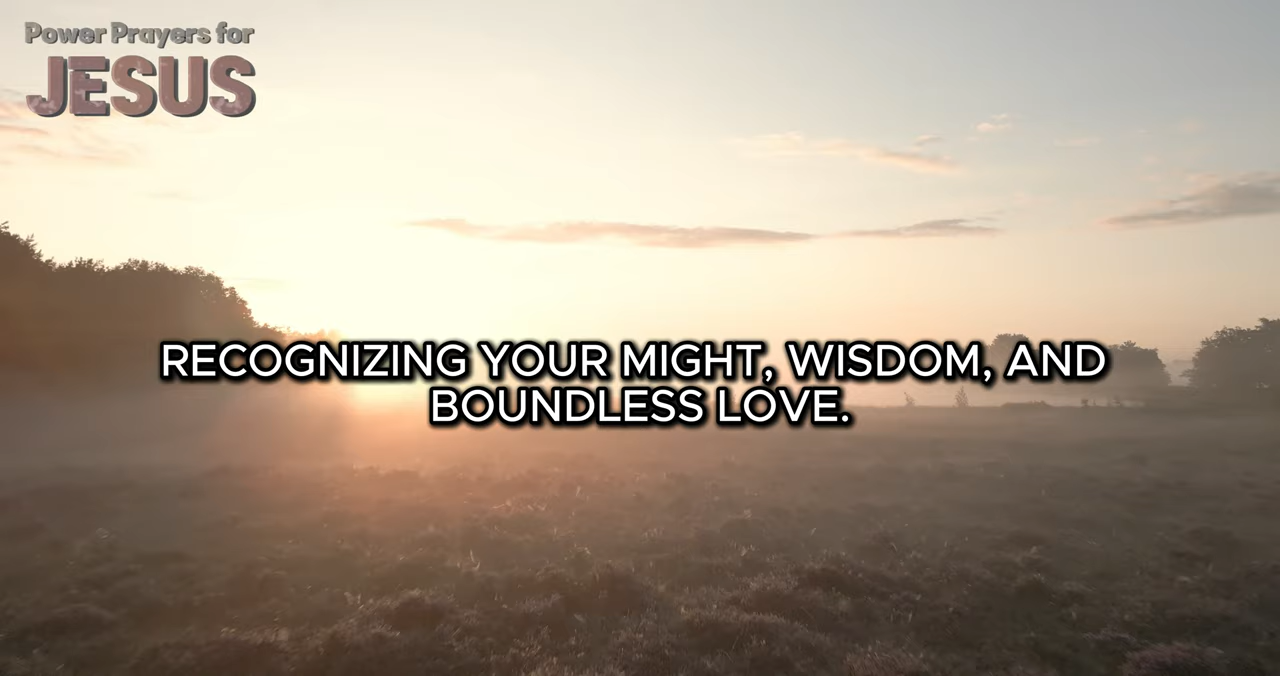 Power Prayers for
JESUS
RECOGNIZING YOUR MIGHT, WISDOM, AND
BOUNDLESS LOVE.